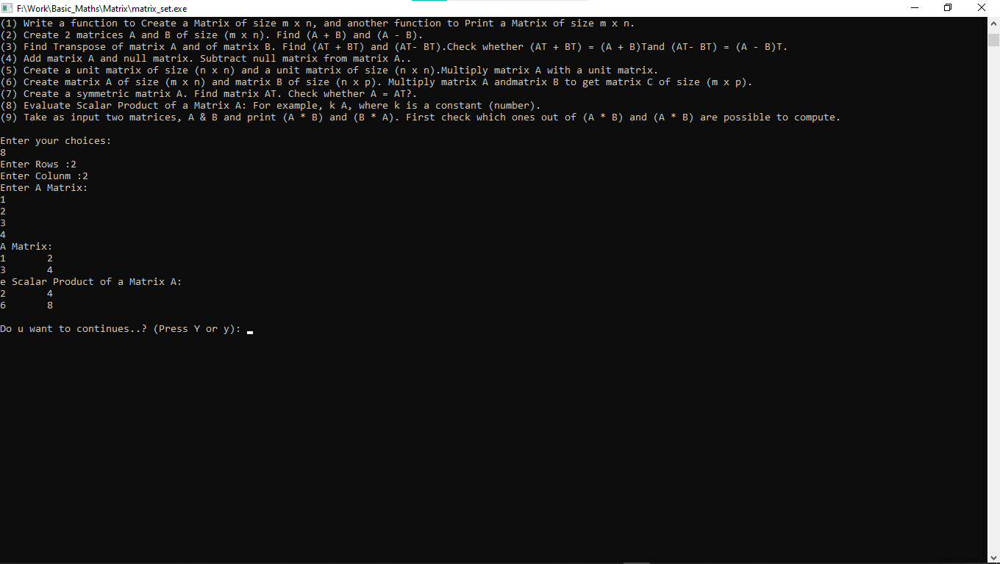 F:\Work\Basic_Maths\Matrix\matrix_set.exe
(1) Write a function to Create a Matrix of size m x n, and another function to Print a Matrix of size m x n.
(2) Create 2 matrices A and B of size (m x n). Find (A + B) and (A - B).
(3) Find Transpose of matrix A and of matrix B. Find (AT + BT) and (AT- BT).Check whether (AT + BT) = (A + B)Tand (AT- BT) = (A - B)T.
(4) Add matrix A and null matrix. Subtract null matrix from matrix A..
(5) Create a unit matrix of size (n x n) and a unit matrix of size (n x n).Multiply matrix A with a unit matrix.
(6) Create matrix A of size (m x n) and matrix B of size (n x p). Multiply matrix A andmatrix B to get matrix C of size (m x p).
(7) Create a symmetric matrix A. Find matrix AT. Check whether A = AT?.
(8) Evaluate Scalar Product of a Matrix A: For example, k A, where k is a constant (number).
(9) Take as input two matrices, A & B and print (A * B) and (B * A). First check which ones out of (A * B) and (A * B) are possible to compute.
Enter your choices:
8
Enter Rows :2
Enter Colunm :2
Enter A Matrix:
1
2
3
4
A Matrix:
1 2
3 4
e Scalar Product of a Matrix A:
2 4
6 8
Do u want to continues..? (Press Y or y):